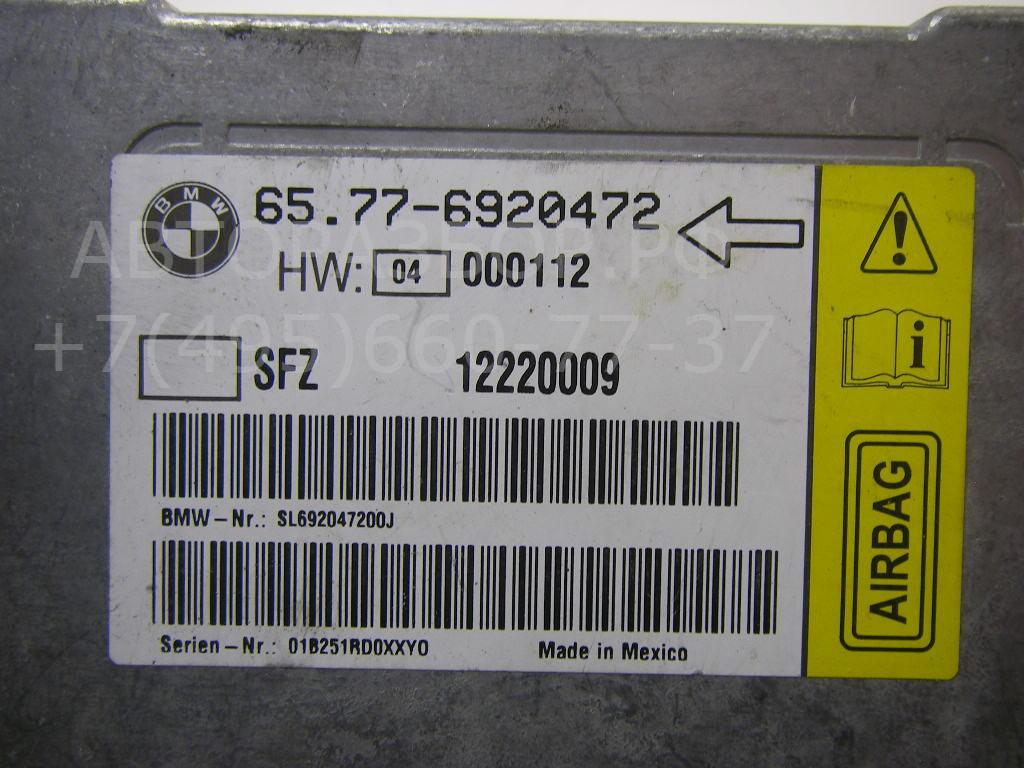 BMW
65.77-6920472
HW: 04 000112
АВТОРАЗБОР.РФ
+7(495)660-77-37
SFZ 12220009
BMW-Nr.: SL692047200J
Serien-Nr.: 01B251RD0XXY0
Made in Mexico
!
i
AIRBAG